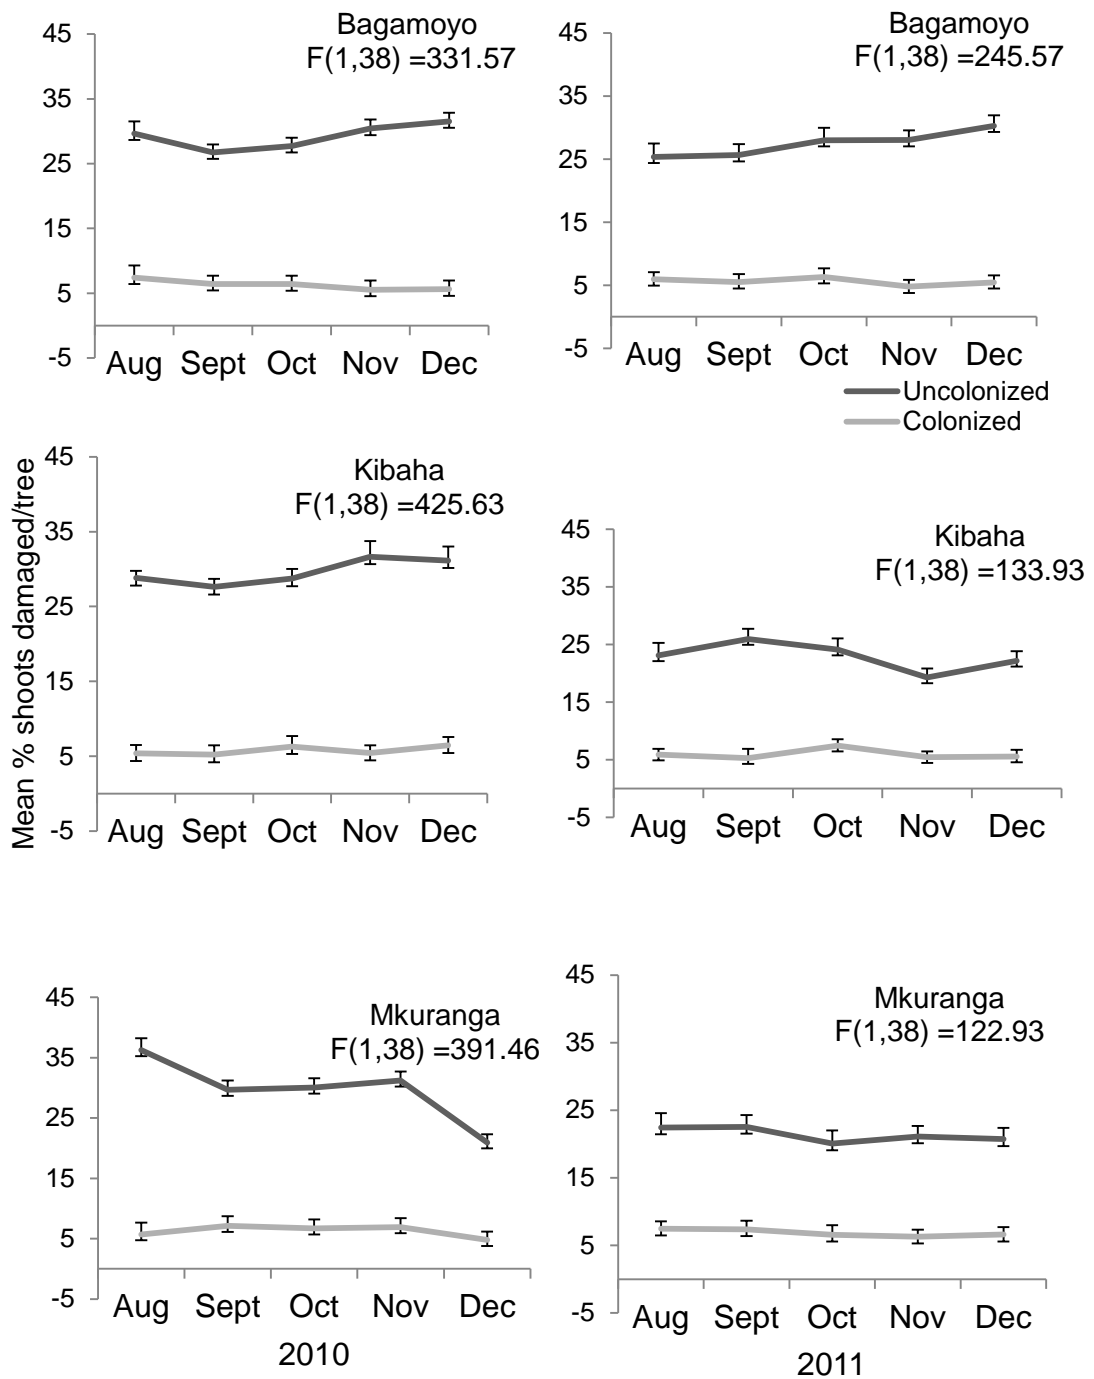 Bagamoyo
F(1,38) =331.57
45
35
25
15
5
-5
Aug Sept Oct Nov Dec
Bagamoyo
F(1,38) =245.57
45
35
25
15
5
-5
Aug Sept Oct Nov Dec
Uncolonized
Colonized
Mean % shoots damaged/tree
Kibaha
F(1,38) =425.63
45
35
25
15
5
-5
Aug Sept Oct Nov Dec
Kibaha
F(1,38) =133.93
45
35
25
15
5
-5
Aug Sept Oct Nov Dec
Mkuranga
F(1,38) =391.46
45
35
25
15
5
-5
Aug Sept Oct Nov Dec
2010
Mkuranga
F(1,38) =122.93
45
35
25
15
5
-5
Aug Sept Oct Nov Dec
2011